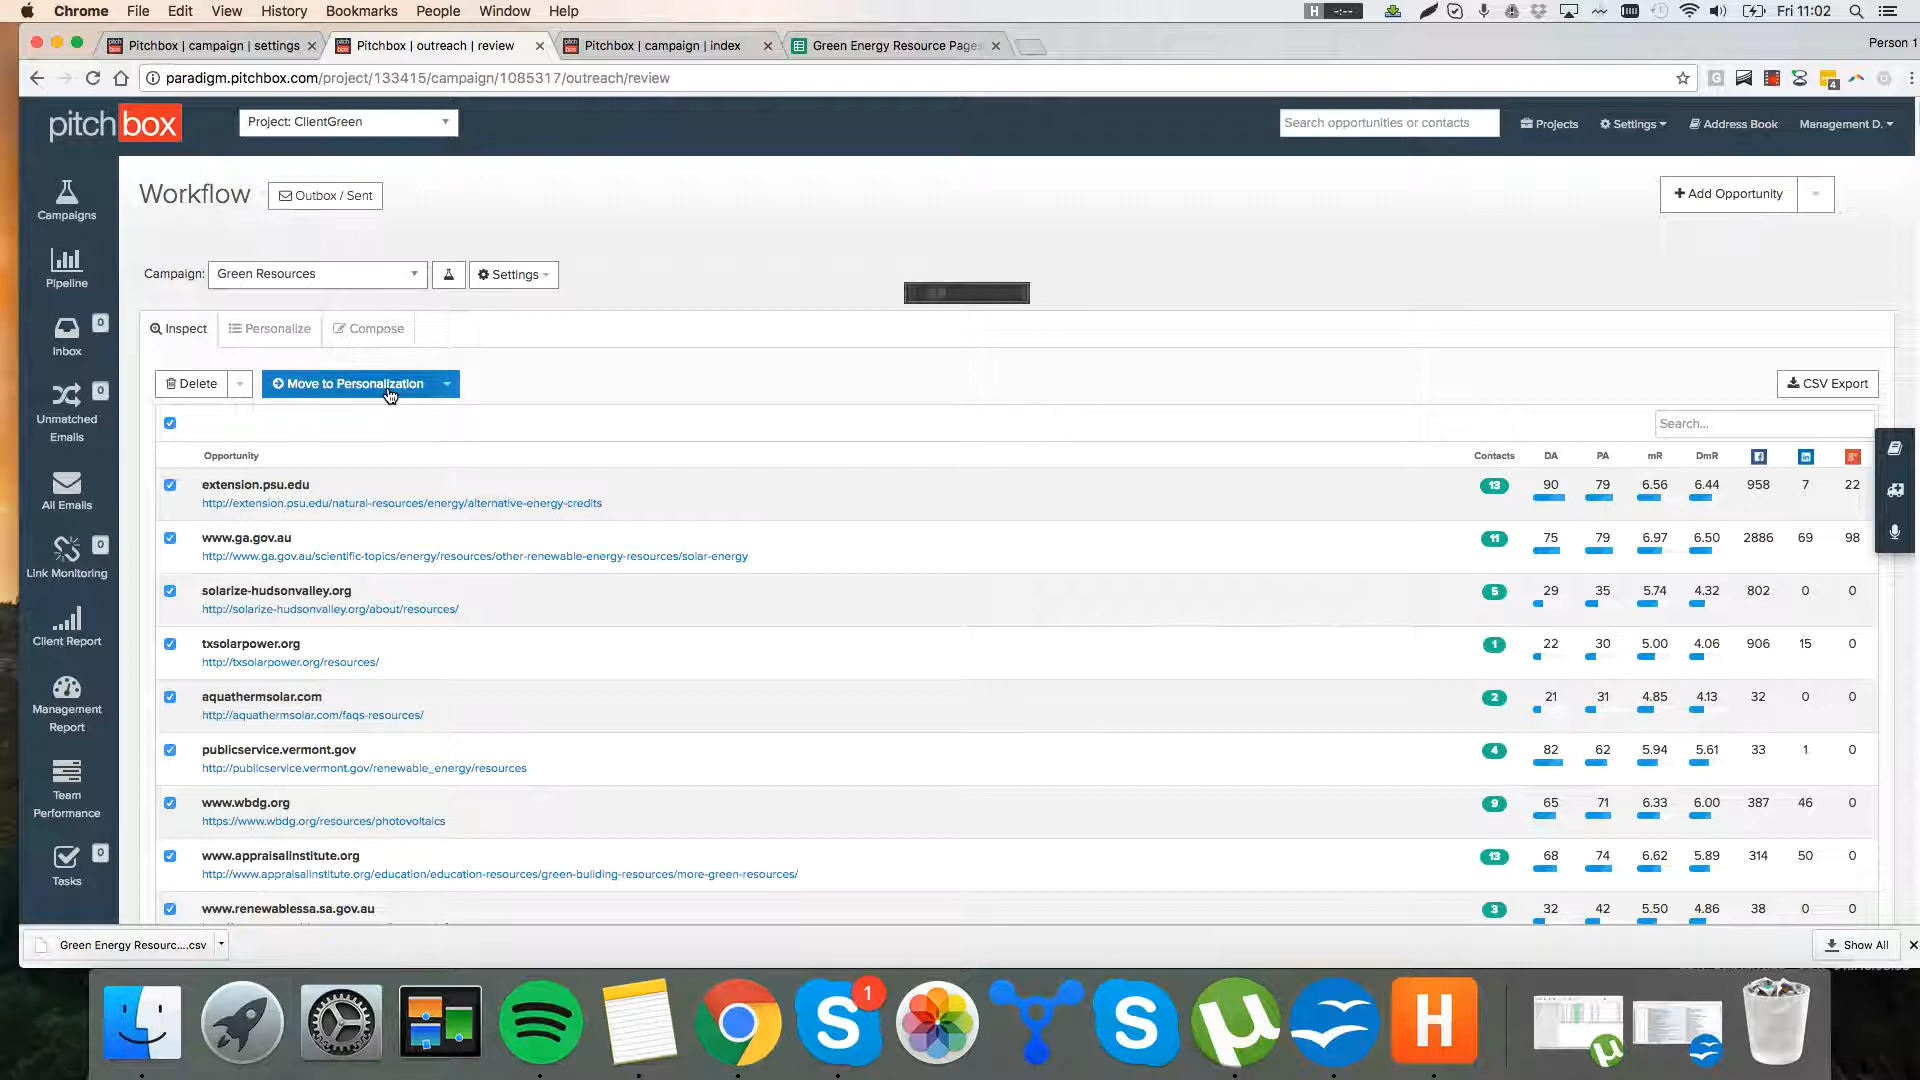 Chrome File Edit View History Bookmarks People Window Help
H -:-- Fri 11:02
Pitchbox | campaign | settings
Pitchbox | outreach | review
Pitchbox | campaign | index
Green Energy Resource Pages
Person 1
paradigm.pitchbox.com/project/133415/campaign/1085317/outreach/review
pitchbox
Project: ClientGreen
Search opportunities or contacts
Projects
Settings
Address Book
Management D.
Campaigns
Pipeline
0
Inbox
0
Unmatched
Emails
All Emails
0
Link Monitoring
Client Report
Management
Report
Team
Performance
0
Tasks
Workflow
Outbox / Sent
+ Add Opportunity
Campaign: Green Resources
Settings
Inspect
Personalize
Compose
Delete
Move to Personalization
CSV Export
Search...
Opportunity Contacts DA PA mR DmR
extension.psu.edu 13 90 79 6.56 6.44 958 7 22
http://extension.psu.edu/natural-resources/energy/alternative-energy-credits
www.ga.gov.au 11 75 79 6.97 6.50 2886 69 98
http://www.ga.gov.au/scientific-topics/energy/resources/other-renewable-energy-resources/solar-energy
solarize-hudsonvalley.org 5 29 35 5.74 4.32 802 0 0
http://solarize-hudsonvalley.org/about/resources/
txsolarpower.org 1 22 30 5.00 4.06 906 15 0
http://txsolarpower.org/resources/
aquathermsolar.com 2 21 31 4.85 4.13 32 0 0
http://aquathermsolar.com/faqs-resources/
publicservice.vermont.gov 4 82 62 5.94 5.61 33 1 0
http://publicservice.vermont.gov/renewable_energy/resources
www.wbdg.org 9 65 71 6.33 6.00 387 46 0
https://www.wbdg.org/resources/photovoltaics
www.appraisalinstitute.org 13 68 74 6.62 5.89 314 50 0
http://www.appraisalinstitute.org/education/education-resources/green-building-resources/more-green-resources/
www.renewablessa.sa.gov.au 3 32 42 5.50 4.86 38 0 0
Green Energy Resourc....csv
Show All
1